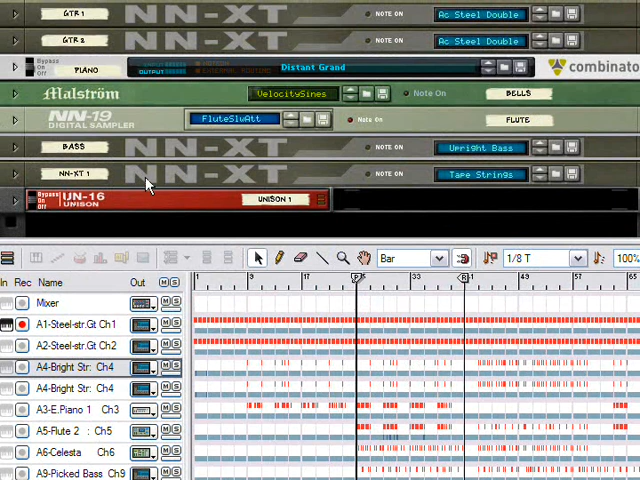 GTR 1 NN-XT NOTE ON Ac Steel Double
GTR 2 NN-XT NOTE ON Ac Steel Double
Bypass On Off PIANO Distant Grand combinato
Malström VelocitySines Note On BELLS
NN-19 DIGITAL SAMPLER FluteSlwAtt Note On FLUTE
BASS NN-XT NOTE ON Upright Bass
NN-XT 1 NN-XT NOTE ON Tape Strings
Bypass On Off UN-16 UNISON UNISON 1
Bar 1/8 T 100%
In Rec Name Out M S 1 9 17 33 41 49 57 65
Mixer M S
A1-Steel-str.Gt Ch1 M S
A2-Steel-str.Gt Ch2 M S
A4-Bright Str: Ch4 M S
A4-Bright Str: Ch4 M S
A3-E.Piano 1 Ch3 M S
A5-Flute 2 : Ch5 M S
A6-Celesta Ch6 M S
A9-Picked Bass Ch9 M S